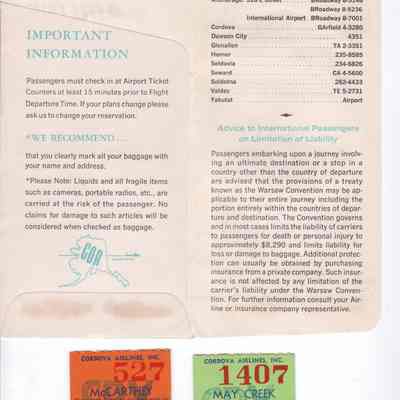 IMPORTANT
INFORMATION
Passengers must check in at Airport Ticket
Counters at least 15 minutes prior to Flight
Departure Time. If your plans change please
ask us to change your reservation.
"WE RECOMMEND...
that you clearly mark all your baggage with
your name and address.
*Please Note: Liquids and all fragile items
such as cameras, portable radios, etc., are
carried at the risk of the passenger. No
claims for damage to such articles will be
considered when checked as baggage.
COA
BRoadway 8-9236
International Airport BRoadway 8-7001
Cordova GArfield 4-3280
Dawson City 4351
Glenallen TA 2-3351
Homer 235-8585
Seldovia 234-6826
Seward CA 4-5600
Soldotna 262-4433
Valdez TE 5-2731
Yakutat Airport
Advice to International Passengers
on Limitation of Liability
Passengers embarking upon a journey involv-
ing an ultimate destination or a stop in a
country other than the country of departure
are advised that the provisions of a treaty
known as the Warsaw Convention may be ap-
plicable to their entire journey including the
portion entirely within the countries of depar-
ture and destination. The Convention governs
and in most cases limits the liability of carriers
to passengers for death or personal injury to
approximately $8,290 and limits liability for
loss or damage to baggage. Additional protec-
tion can usually be obtained by purchasing
insurance from a private company. Such insur-
ance is not affected by any limitation of the
carrier's liability under the Warsaw Conven-
tion. For further information consult your Air-
line or insurance company representative.
CORDOVA AIRLINES, INC.
527
McCARTHEY
CORDOVA AIRLINES, INC.
1407
MAY CREEK